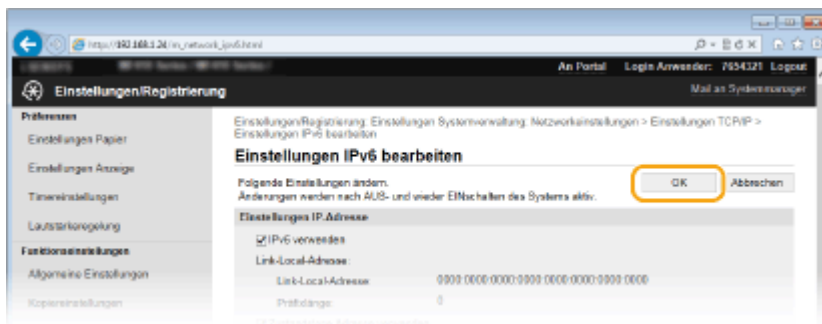 http://192.168.1.24/m_network_ipv6.html
An Portal Login Anwender: 7654321 Logout
Einstellungen/Registrierung
Mail an Systemmanager
Präferenzen
Einstellungen Papier
Einstellungen Anzeige
Timereinstellungen
Lautstärkeregelung
Funktionseinstellungen
Allgemeine Einstellungen
Kopiereinstellungen
Einstellungen/Registrierung: Einstellungen Systemverwaltung: Netzwerkeinstellungen > Einstellungen TCP/IP >
Einstellungen IPv6 bearbeiten
Einstellungen IPv6 bearbeiten
Folgende Einstellungen ändern.
Änderungen werden nach AUS- und wieder EINschalten des Systems aktiv.
OK Abbrechen
Einstellungen IP-Adresse
IPv6 verwenden
Link-Local-Adresse:
Link-Local-Adresse: 0000:0000:0000:0000:0000:0000:0000:0000
Präfixlänge: 0